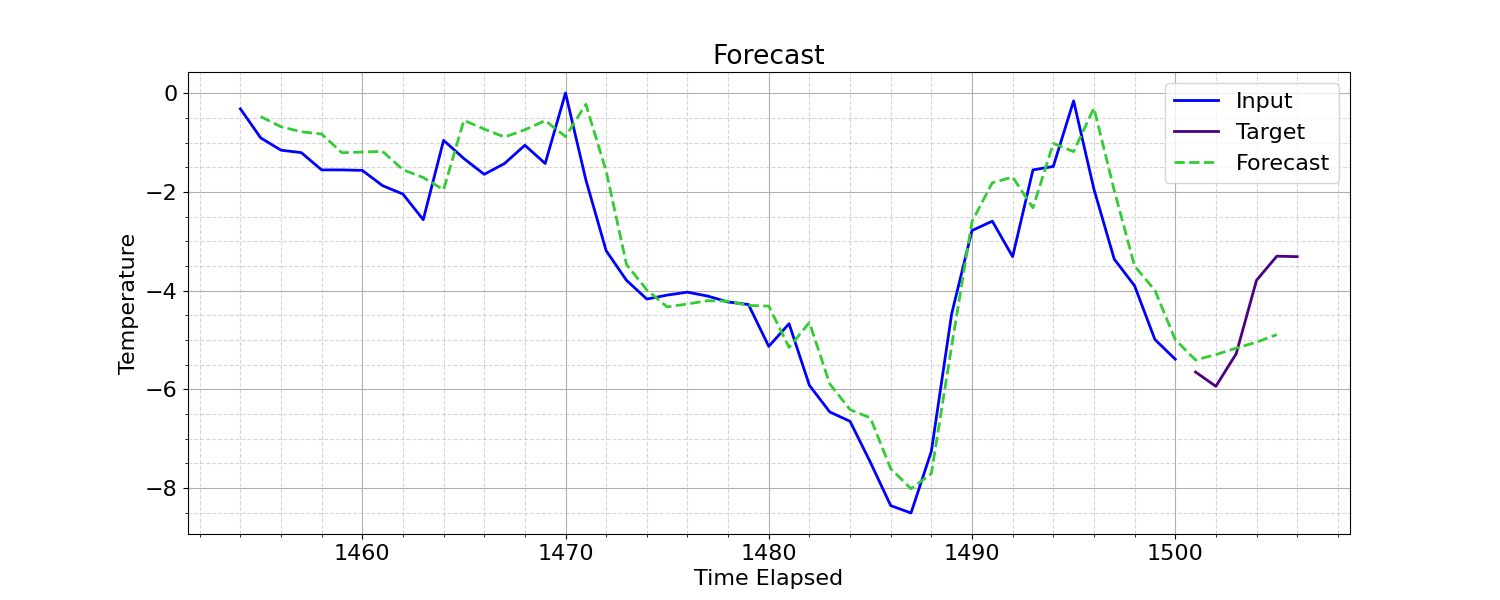 Forecast
Input
Target
Forecast
Temperature
0
−2
−4
−6
−8
1460 1470 1480 1490 1500
Time Elapsed